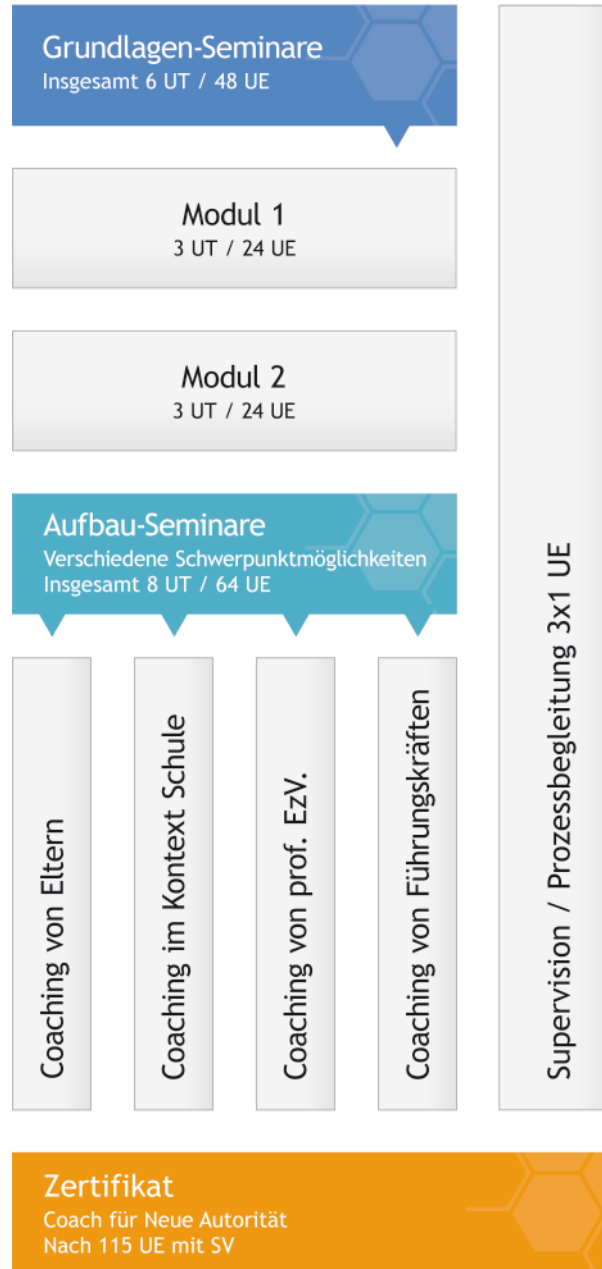 Grundlagen-Seminare
Insgesamt 6 UT / 48 UE
Modul 1
3 UT / 24 UE
Modul 2
3 UT / 24 UE
Aufbau-Seminare
Verschiedene Schwerpunktmöglichkeiten
Insgesamt 8 UT / 64 UE
Coaching von Eltern
Coaching im Kontext Schule
Coaching von prof. EzV.
Coaching von Führungskräften
Supervision / Prozessbegleitung 3x1 UE
Zertifikat
Coach für Neue Autorität
Nach 115 UE mit SV